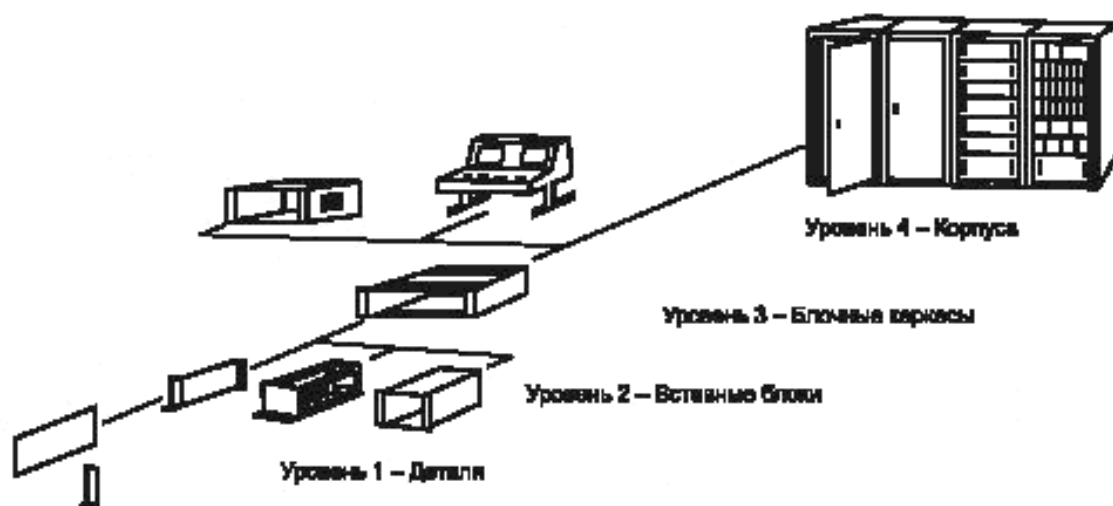 Уровень 4 – Корпуса
Уровень 3 – Блочные каркасы
Уровень 2 – Вставные блоки
Уровень 1 – Детали